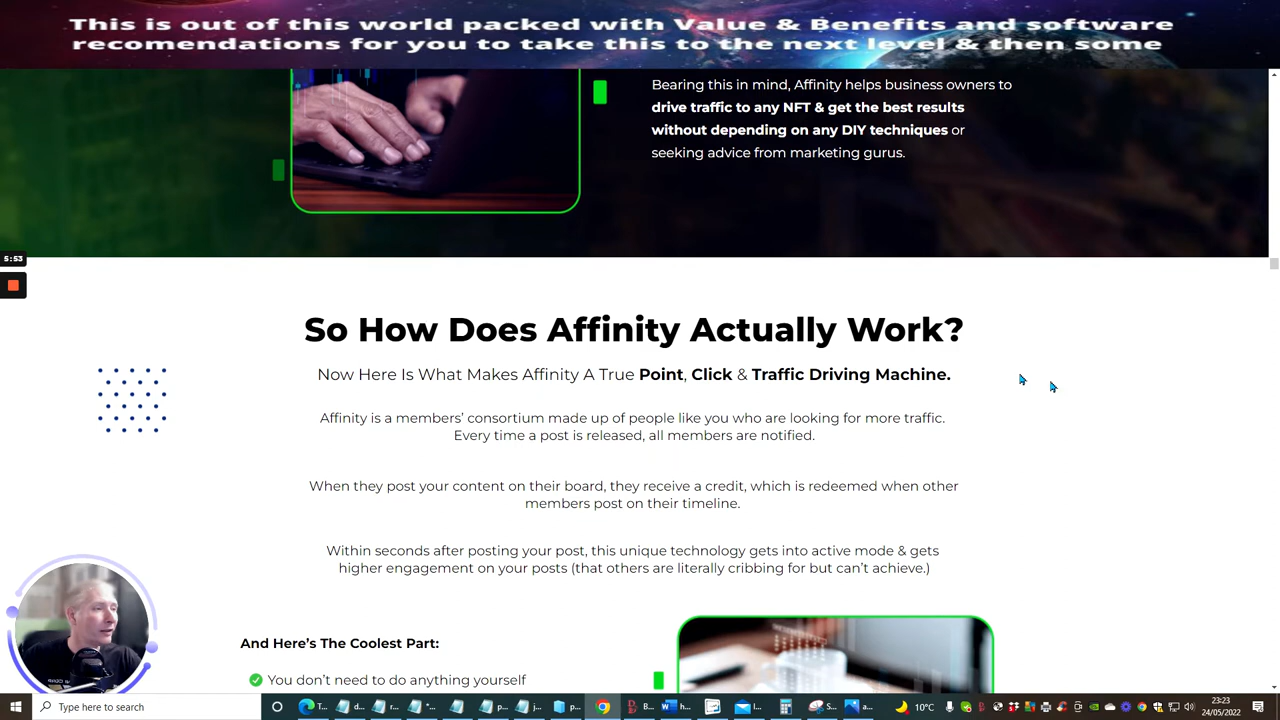 This is out of this world packed with Value & Benefits and software
recomendations for you to take this to the next level & then some
Bearing this in mind, Affinity helps business owners to
drive traffic to any NFT & get the best results
without depending on any DIY techniques or
seeking advice from marketing gurus.
5:53
So How Does Affinity Actually Work?
Now Here Is What Makes Affinity A True Point, Click & Traffic Driving Machine.
Affinity is a members’ consortium made up of people like you who are looking for more traffic.
Every time a post is released, all members are notified.
When they post your content on their board, they receive a credit, which is redeemed when other
members post on their timeline.
Within seconds after posting your post, this unique technology gets into active mode & gets
higher engagement on your posts (that others are literally cribbing for but can’t achieve.)
And Here’s The Coolest Part:
You don’t need to do anything yourself
Type here to search
T...
d...
r...
"...
p...
j...
p...
B...
h...
S...
I...
#...
S...
a...
10°C
23:23
24/05/2022